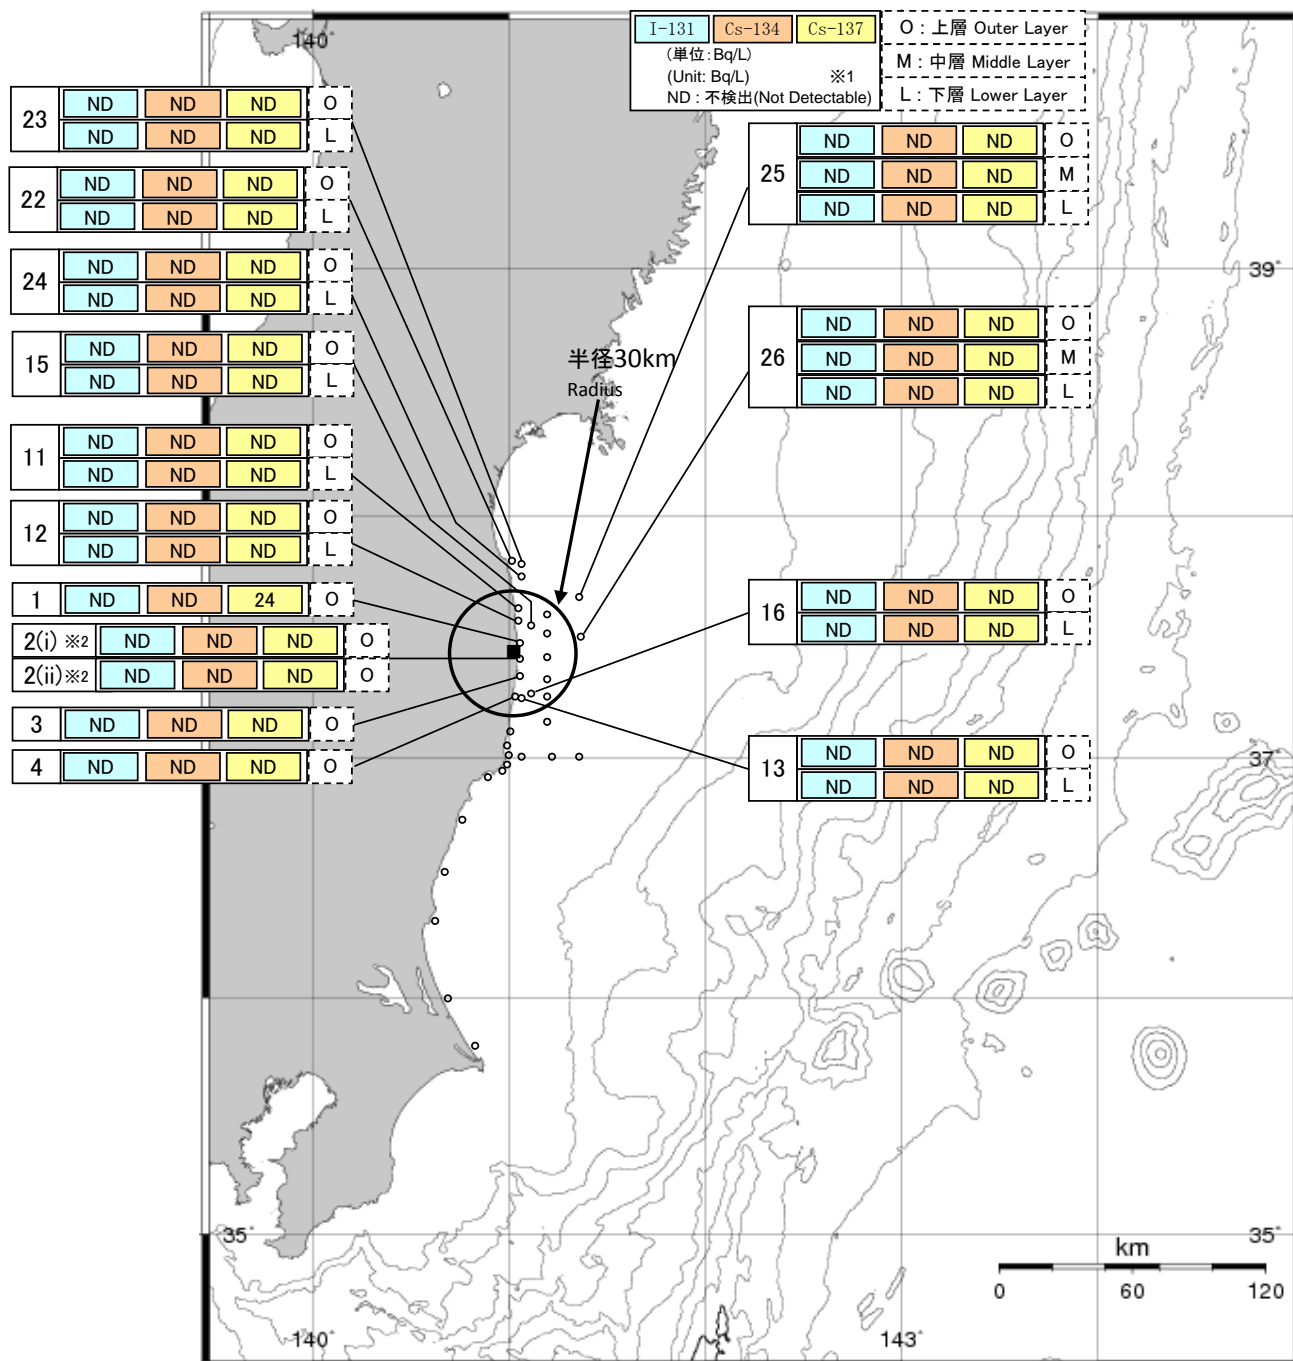 140°
I-131 Cs-134 Cs-137
(単位:Bq/L)
(Unit: Bq/L) ※1
ND : 不検出(Not Detectable)
O : 上層 Outer Layer
M : 中層 Middle Layer
L : 下層 Lower Layer
23 ND ND ND O
ND ND ND L
22 ND ND ND O
ND ND ND L
24 ND ND ND O
ND ND ND L
15 ND ND ND O
ND ND ND L
11 ND ND ND O
ND ND ND L
12 ND ND ND O
ND ND ND L
1 ND ND 24 O
2(i) ※2 ND ND ND O
2(ii)※2 ND ND ND O
3 ND ND ND O
4 ND ND ND O
半径30km
Radius
25 ND ND ND O
ND ND ND M
ND ND ND L
39°
26 ND ND ND O
ND ND ND M
ND ND ND L
16 ND ND ND O
ND ND ND L
37°
13 ND ND ND O
ND ND ND L
35°
35°
km
0 60 120
140°
143°